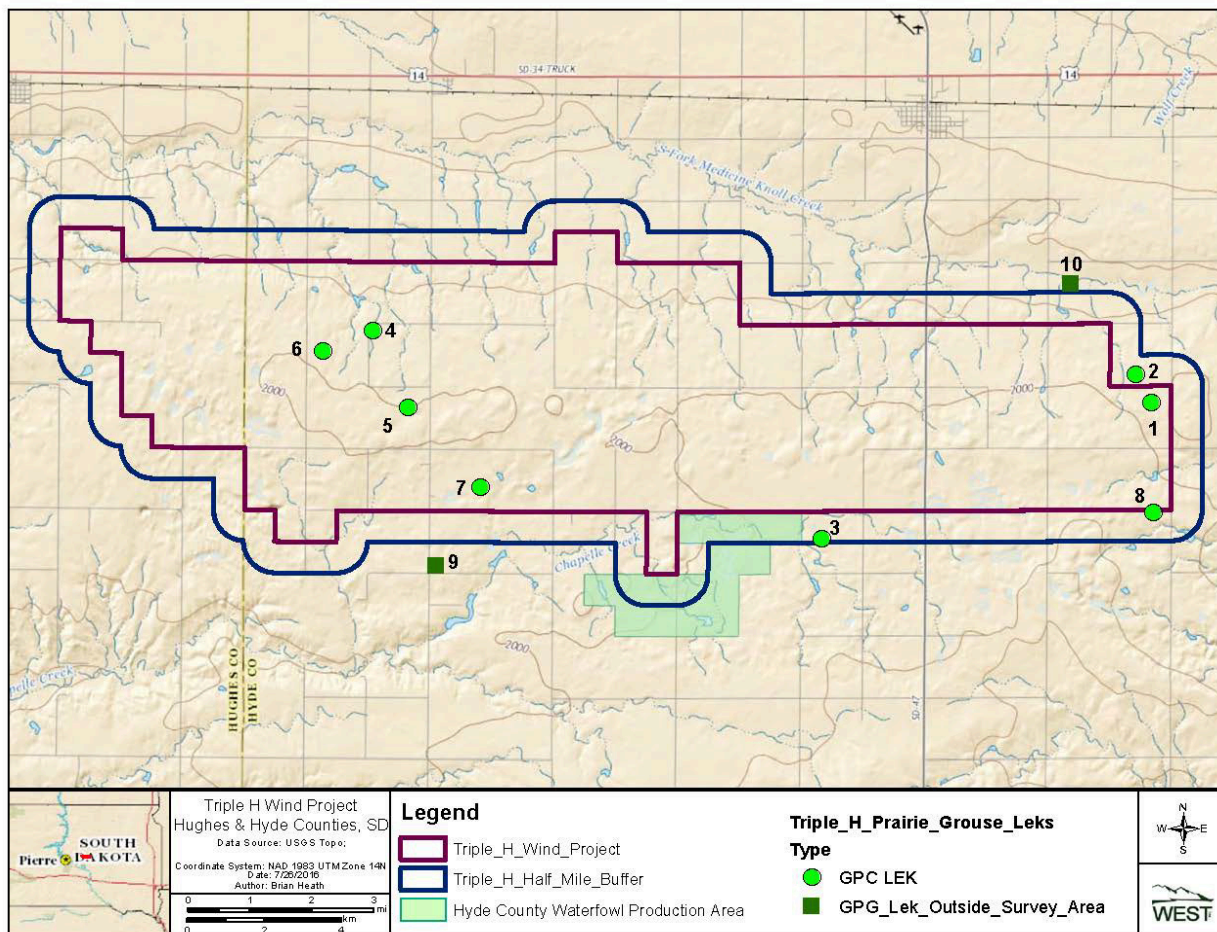 14
SD-34 TRUCK
14
Wolf Creek
S Fork Medicine Knoll Creek
10
4
6
2
2000
2000
1
5
2000
7
8
3
Chapelle Creek
9
2000
HUGHES CO
HYDE CO
pelle Creek
SD-47
SOUTH
DAKOTA
Pierre
Triple H Wind Project
Hughes & Hyde Counties, SD
Data Source: USGS Topo;
Coordinate System: NAD 1983 UTM Zone 14N
Date: 7/26/2016
Author: Brian Heath
0 1 2 3
mi
km
0 2 4
Legend
Triple_H_Wind_Project
Triple_H_Half_Mile_Buffer
Hyde County Waterfowl Production Area
Triple_H_Prairie_Grouse_Leks
Type
GPC LEK
GPG_Lek_Outside_Survey_Area
N
W E
S
WEST